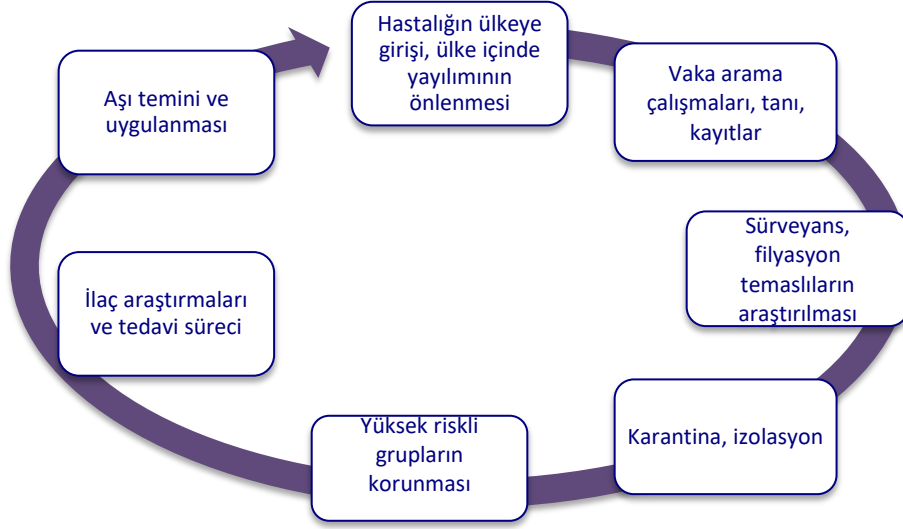 Hastalığın ülkeye
girişi, ülke içinde
yayılımının
önlenmesi
Vaka arama
çalışmaları, tanı,
kayıtlar
Sürveyans,
filyasyon
temaslıların
araştırılması
Karantina, izolasyon
Yüksek riskli
grupların
korunması
İlaç araştırmaları
ve tedavi süreci
Aşı temini ve
uygulanması